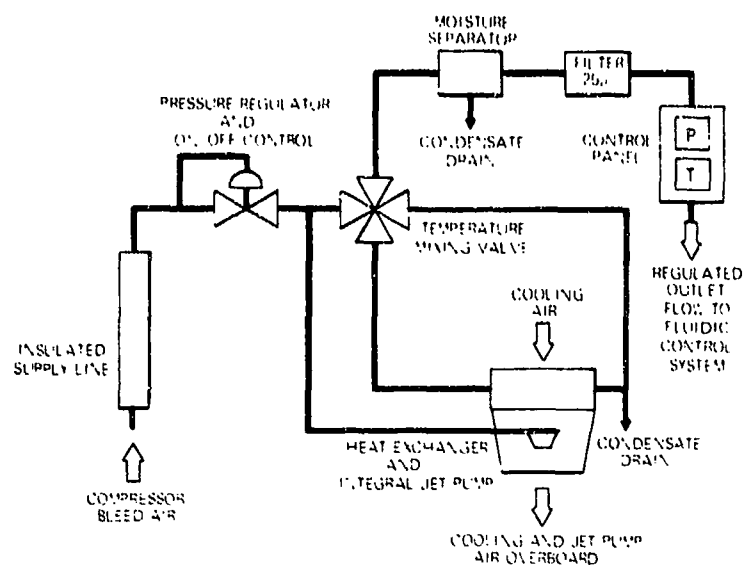 MOISTURE
SEPARATOR
FILTER
25μ
PRESSURE REGULATOR
AND
ON OFF CONTROL
CONDENSATE
DRAIN
CONTROL
PANEL
P
T
TEMPERATURE
MIXING VALVE
REGULATED
OUTLET
FLOW TO
FLUIDIC
CONTROL
SYSTEM
COOLING
AIR
INSULATED
SUPPLY LINE
HEAT EXCHANGER
AND
INTEGRAL JET PUMP
CONDENSATE
DRAIN
COMPRESSOR
BLEED AIR
COOLING AND JET PUMP
AIR OVERBOARD